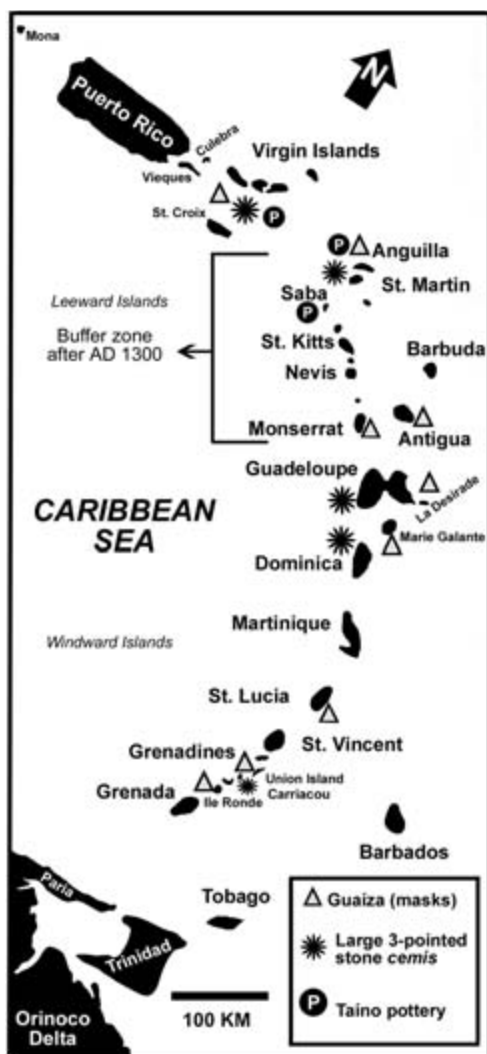 Mona
N
Puerto Rico
Culebra
Vieques
Virgin Islands
St. Croix
P
P
Anguilla
Leeward Islands
Saba
St. Martin
P
Buffer zone
after AD 1300
St. Kitts
Barbuda
Nevis
Monserrat
Antigua
Guadeloupe
La Desirade
CARIBBEAN
SEA
Marie Galante
Dominica
Martinique
Windward Islands
St. Lucia
St. Vincent
Grenadines
Union Island
Carriacou
Grenada
Ile Ronde
Barbados
Paria
Tobago
Trinidad
Guaiza (masks)
Large 3-pointed
stone cemis
P
Taino pottery
100 KM
Orinoco
Delta